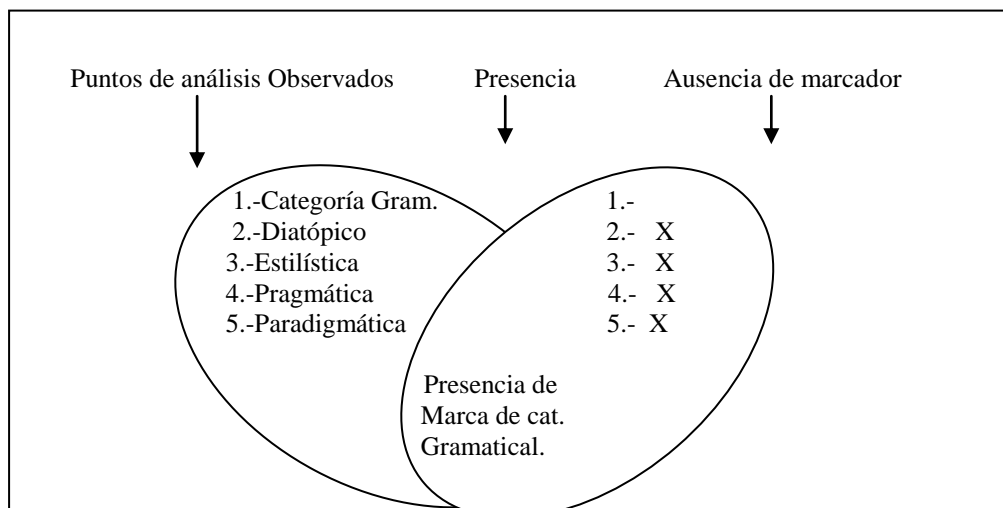 Puntos de análisis Observados
Presencia
Ausencia de marcador
1.-Categoría Gram.
2.-Diatópico
3.-Estilística
4.-Pragmática
5.-Paradigmática
1.-
2.- X
3.- X
4.- X
5.- X
Presencia de
Marca de cat.
Gramatical.